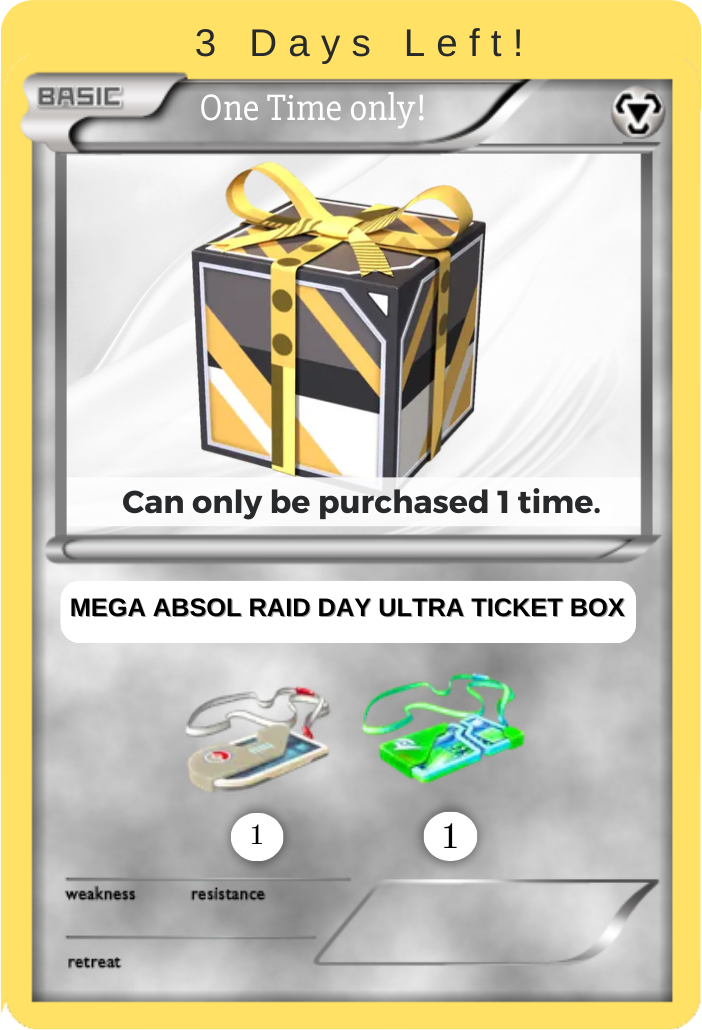 3 Days Left!
BASIC
One Time only!
Can only be purchased 1 time.
MEGA ABSOL RAID DAY ULTRA TICKET BOX
1 1
weakness resistance
retreat